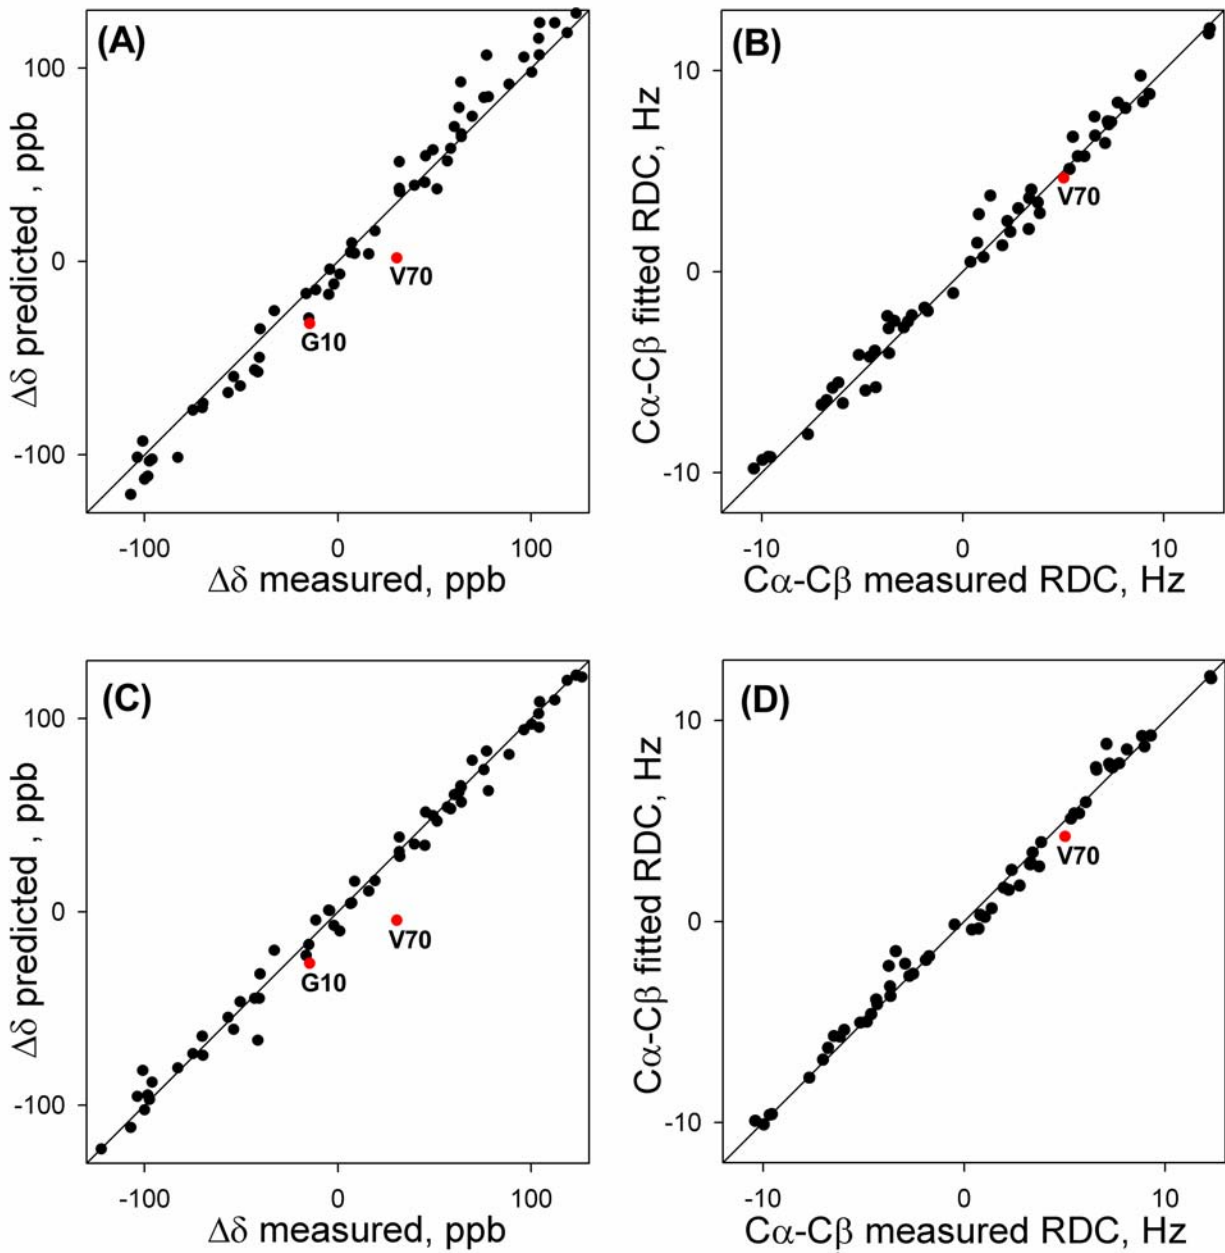 (A)
Δδ predicted , ppb
100
0
-100
V70
G10
-100
0
100
Δδ measured, ppb
(B)
Cα-Cβ fitted RDC, Hz
10
0
-10
V70
-10
0
10
Cα-Cβ measured RDC, Hz
(C)
Δδ predicted , ppb
100
0
-100
V70
G10
-100
0
100
Δδ measured, ppb
(D)
Cα-Cβ fitted RDC, Hz
10
0
-10
V70
-10
0
10
Cα-Cβ measured RDC, Hz